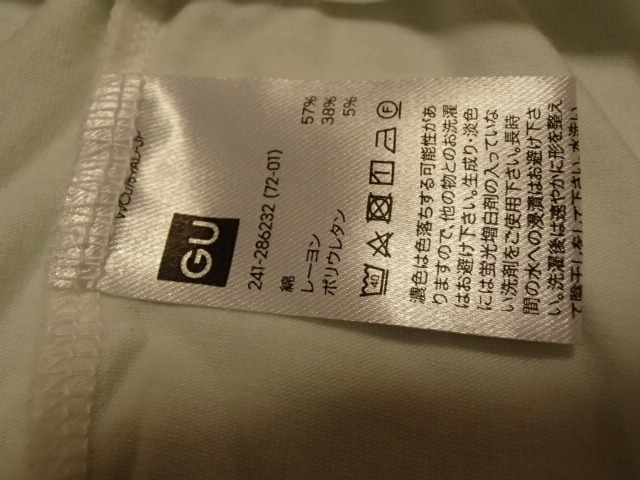 GU
241-286232 (72-01)
綿 57%
レーヨン 38%
ポリウレタン 5%
40
濃色は色落ちする可能性があ
りますので、他の物とのお洗濯
はお避け下さい。生成り・淡色
には蛍光増白剤の入っていな
い洗剤をご使用下さい。長時
間の水への浸漬はお避け下さ
い。洗濯後は速やかに形を整え